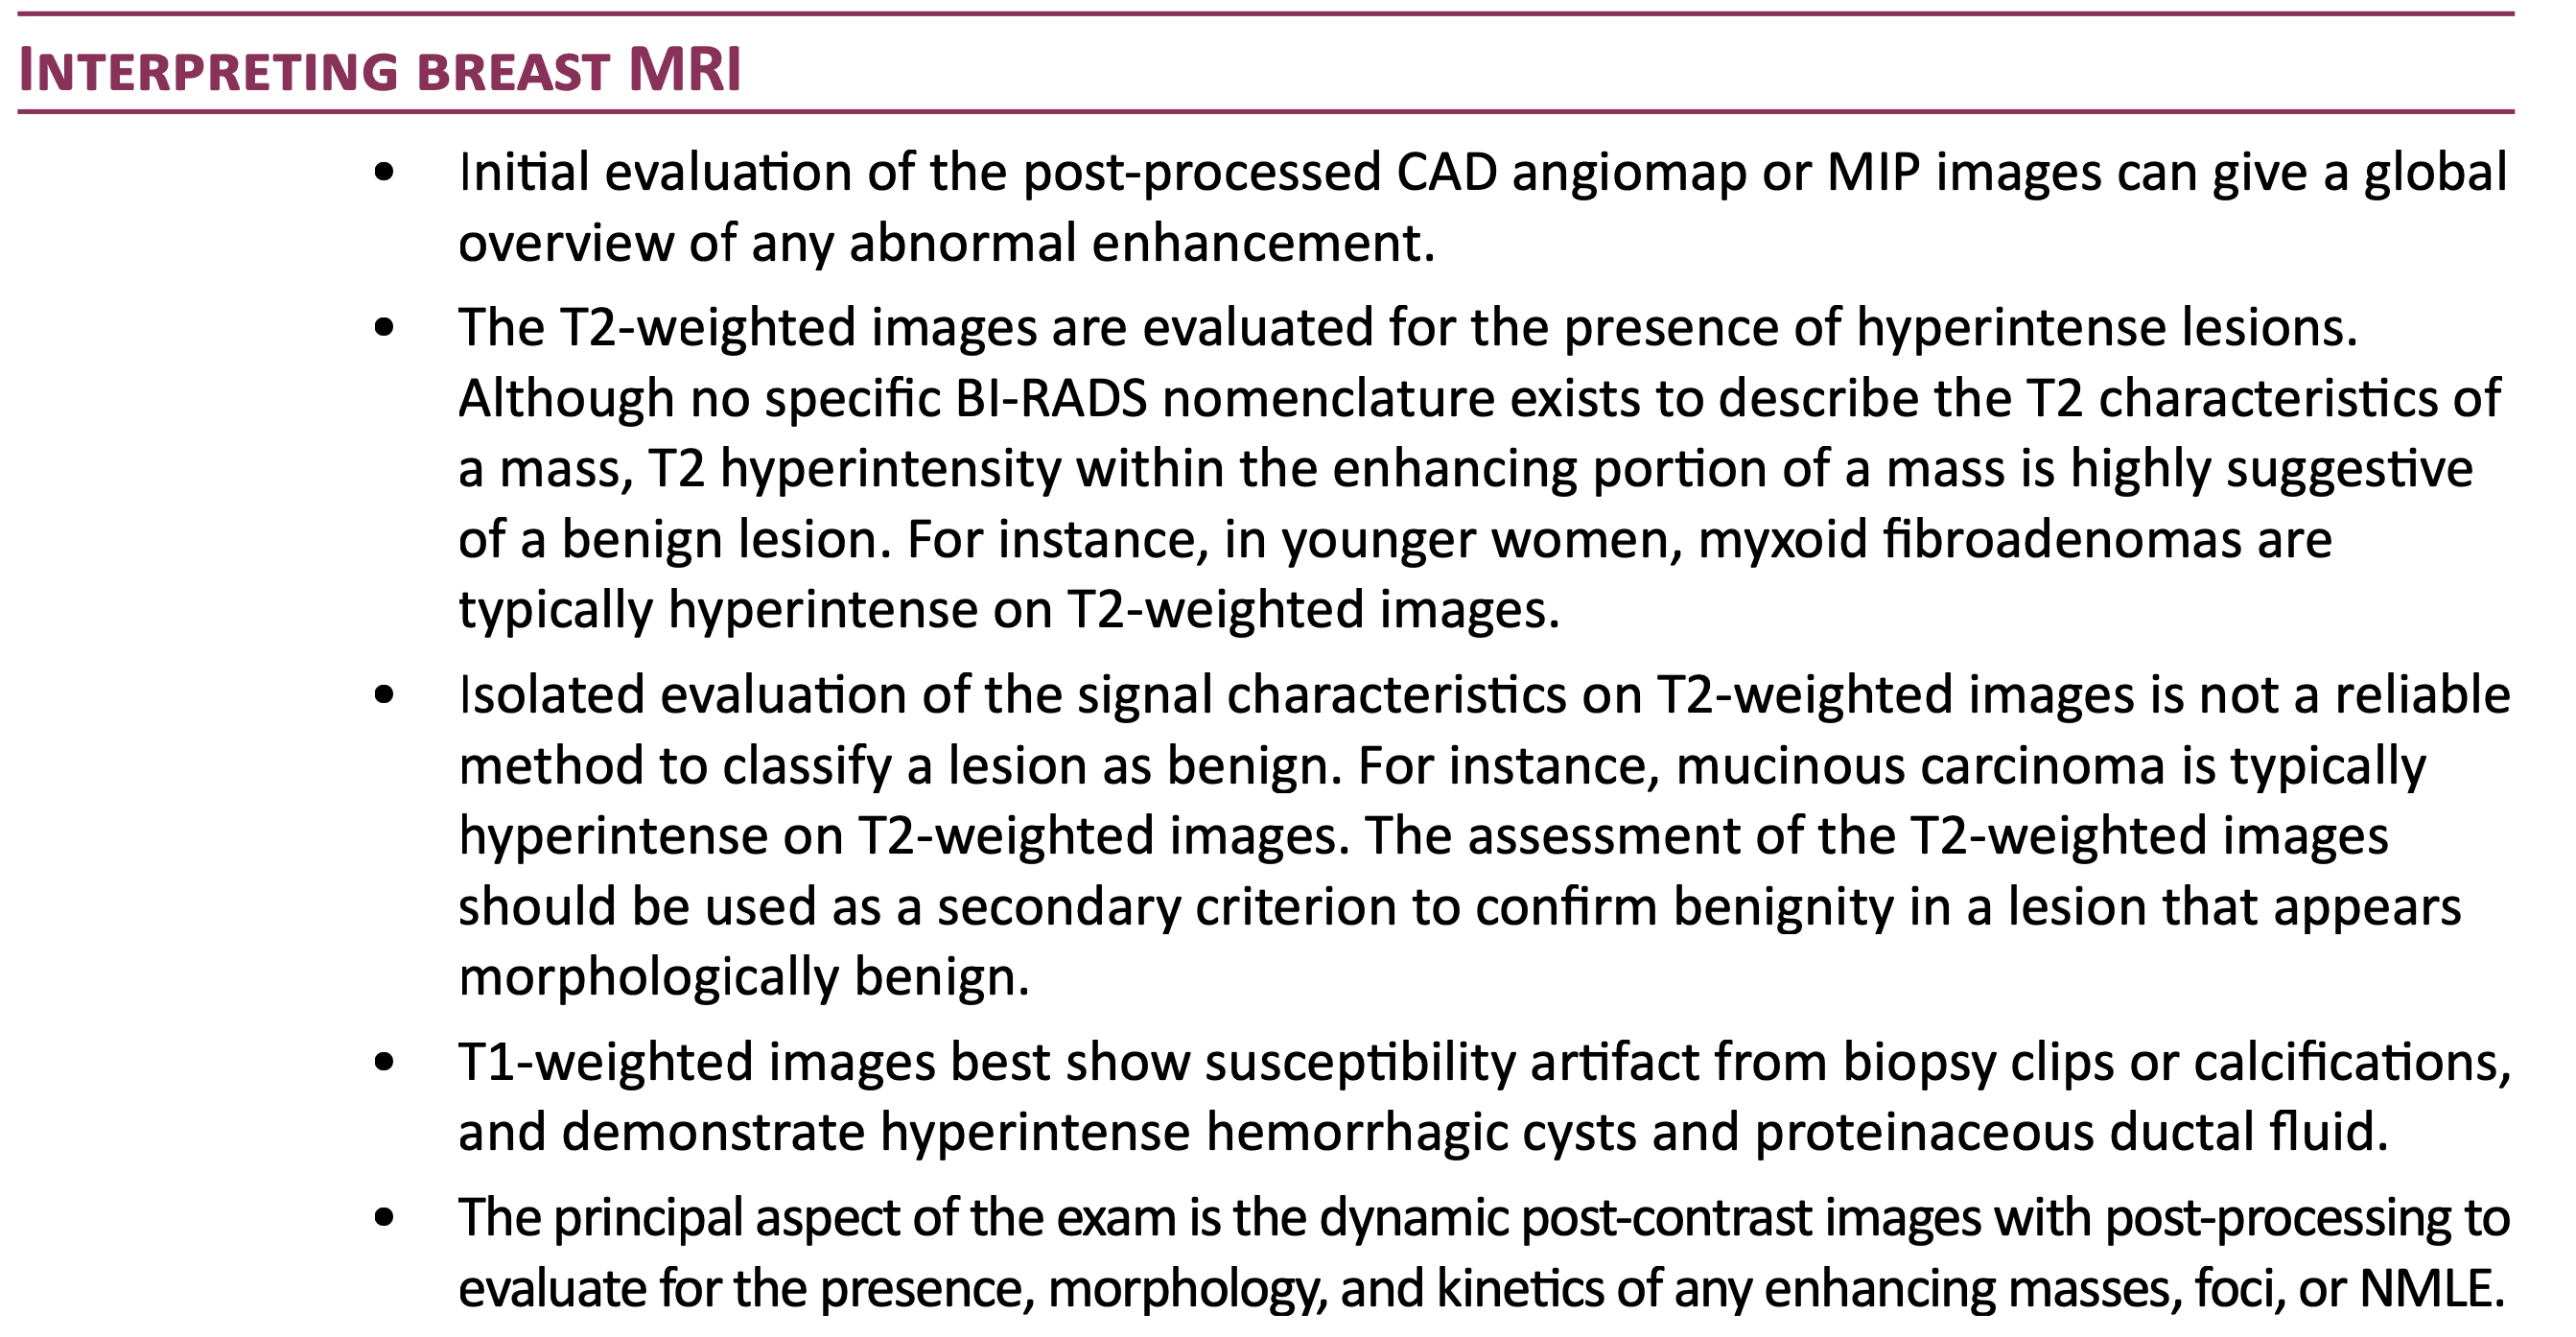 INTERPRETING BREAST MRI
• Initial evaluation of the post-processed CAD angiomap or MIP images can give a global
overview of any abnormal enhancement.
• The T2-weighted images are evaluated for the presence of hyperintense lesions.
Although no specific BI-RADS nomenclature exists to describe the T2 characteristics of
a mass, T2 hyperintensity within the enhancing portion of a mass is highly suggestive
of a benign lesion. For instance, in younger women, myxoid fibroadenomas are
typically hyperintense on T2-weighted images.
• Isolated evaluation of the signal characteristics on T2-weighted images is not a reliable
method to classify a lesion as benign. For instance, mucinous carcinoma is typically
hyperintense on T2-weighted images. The assessment of the T2-weighted images
should be used as a secondary criterion to confirm benignity in a lesion that appears
morphologically benign.
• T1-weighted images best show susceptibility artifact from biopsy clips or calcifications,
and demonstrate hyperintense hemorrhagic cysts and proteinaceous ductal fluid.
• The principal aspect of the exam is the dynamic post-contrast images with post-processing to
evaluate for the presence, morphology, and kinetics of any enhancing masses, foci, or NMLE.